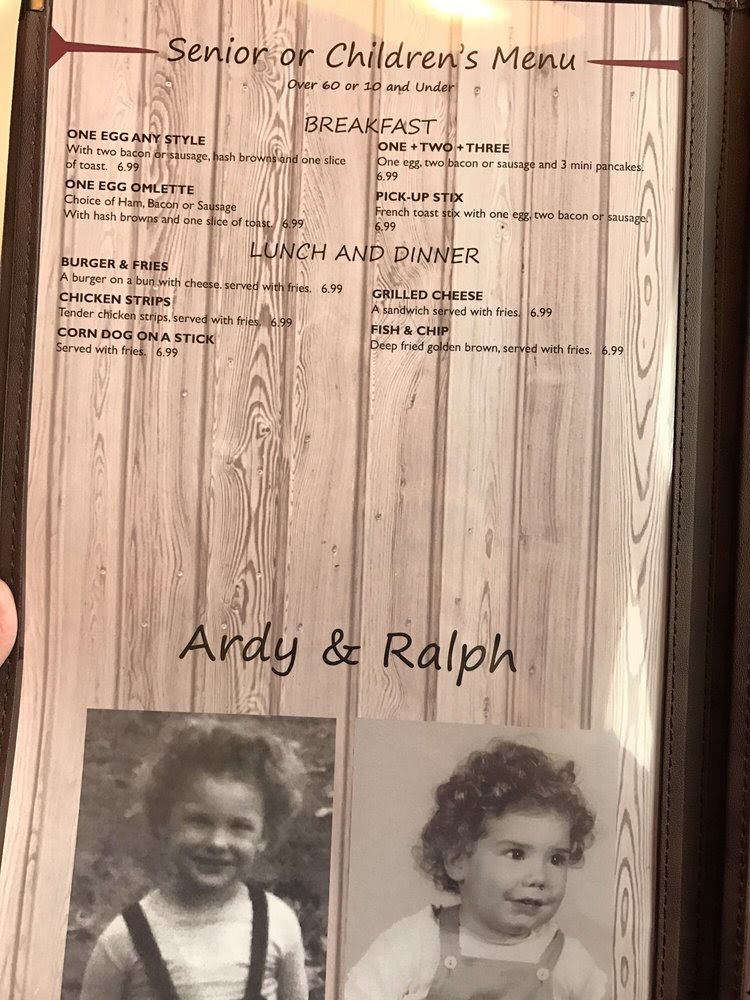 Senior or Children's Menu
Over 60 or 10 and Under
BREAKFAST
ONE EGG ANY STYLE
With two bacon or sausage, hash browns and one slice
of toast. 6.99
ONE EGG OMLETTE
Choice of Ham, Bacon or Sausage
With hash browns and one slice of toast. 6.99
ONE + TWO + THREE
One egg, two bacon or sausage and 3 mini pancakes.
6.99
PICK-UP STIX
French toast stix with one egg, two bacon or sausage.
6.99
LUNCH AND DINNER
BURGER & FRIES
A burger on a bun with cheese. served with fries. 6.99
CHICKEN STRIPS
Tender chicken strips, served with fries. 6.99
CORN DOG ON A STICK
Served with fries. 6.99
GRILLED CHEESE
A sandwich served with fries. 6.99
FISH & CHIP
Deep fried golden brown, served with fries. 6.99
Ardy & Ralph